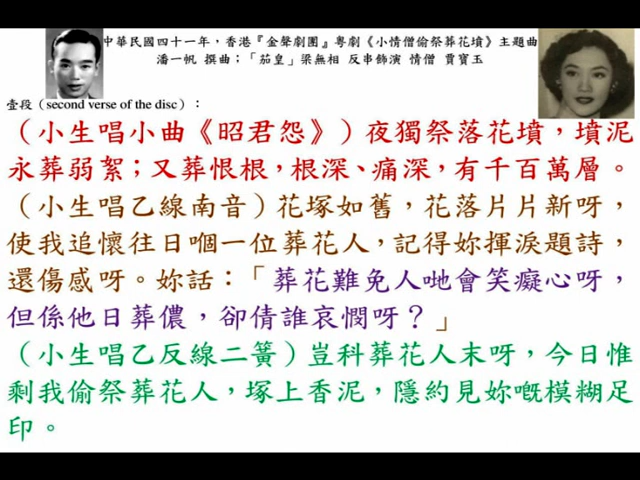 中華民國四十一年，香港『金聲劇團』粵劇《小情僧偷祭葬花墳》主題曲
潘一帆 撰曲；「茄皇」梁無相 反串飾演 情僧 賈寶玉
壹段（second verse of the disc）：
（小生唱小曲《昭君怨》）夜獨祭落花墳，墳泥
永葬弱絮；又葬恨根，根深、痛深，有千百萬層。
（小生唱乙線南音）花塚如舊，花落片片新呀，
使我追懷往日嗰一位葬花人，記得妳揮淚題詩，
還傷感呀。妳話：「葬花難免人哋會笑癡心呀，
但係他日葬儂，卻倩誰哀憫呀？」
（小生唱乙反線二簧）豈科葬花人末呀，今日惟
剩我偷祭葬花人，塚上香泥，隱約見妳嘅模糊足
印。